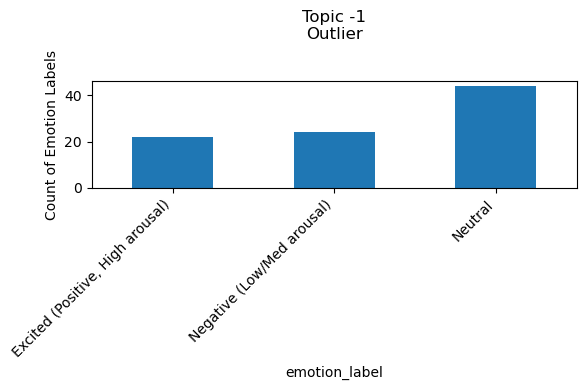 Topic -1
Outlier
Count of Emotion Labels
40
20
0
Excited (Positive, High arousal)
Negative (Low/Med arousal)
Neutral
emotion_label